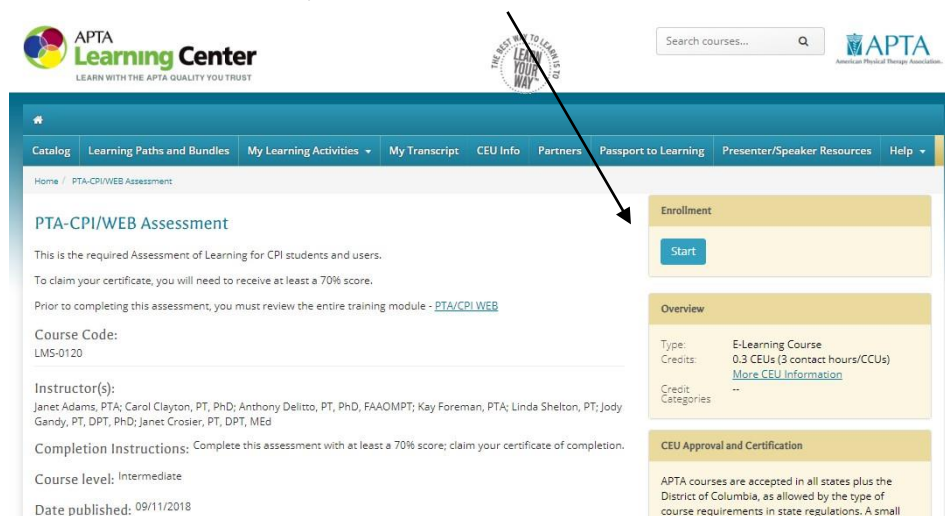 APTA
Learning Center
LEARN WITH THE APTA QUALITY YOU TRUST
THE BEST WAY TO LEARN IS TO
LEARN
YOUR
WAY™
Search courses...
APTA
American Physical Therapy Association.
Catalog Learning Paths and Bundles My Learning Activities My Transcript CEU Info Partners Passport to Learning Presenter/Speaker Resources Help
Home / PTA-CPI/WEB Assessment
PTA-CPI/WEB Assessment
This is the required Assessment of Learning for CPI students and users.
To claim your certificate, you will need to receive at least a 70% score.
Prior to completing this assessment, you must review the entire training module - PTA/CPI WEB
Course Code:
LMS-0120
Instructor(s):
Janet Adams, PTA; Carol Clayton, PT, PhD; Anthony Delitto, PT, PhD, FAAOMPT; Kay Foreman, PTA; Linda Shelton, PT; Jody
Gandy, PT, DPT, PhD; Janet Crosier, PT, DPT, MEd
Completion Instructions: Complete this assessment with at least a 70% score; claim your certificate of completion.
Course level: Intermediate
Date published: 09/11/2018
Enrollment
Start
Overview
Type: E-Learning Course
Credits: 0.3 CEUs (3 contact hours/CCUs)
More CEU Information
Credit --
Categories
CEU Approval and Certification
APTA courses are accepted in all states plus the
District of Columbia, as allowed by the type of
course requirements in state regulations. A small